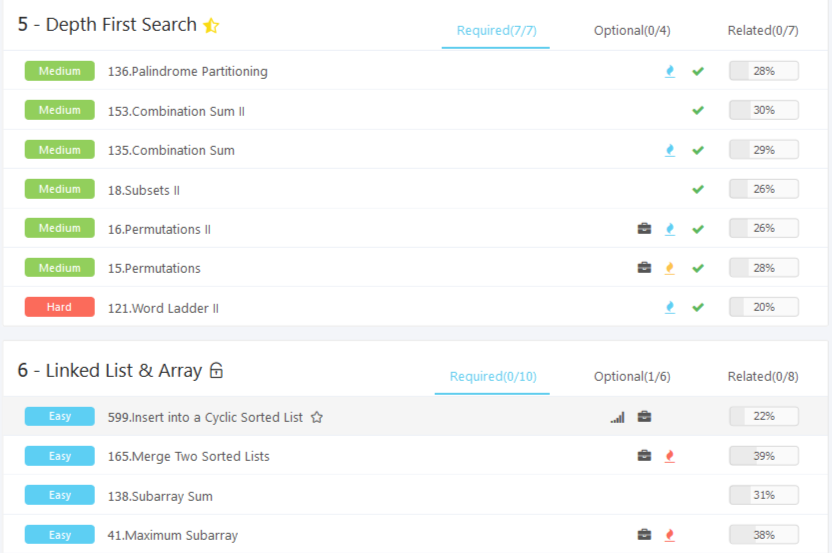 5 - Depth First Search Required(7/7) Optional(0/4) Related(0/7)
Medium 136.Palindrome Partitioning 28%
Medium 153.Combination Sum II 30%
Medium 135.Combination Sum 29%
Medium 18.Subsets II 26%
Medium 16.Permutations II 26%
Medium 15.Permutations 28%
Hard 121.Word Ladder II 20%
6 - Linked List & Array Required(0/10) Optional(1/6) Related(0/8)
Easy 599.Insert into a Cyclic Sorted List 22%
Easy 165.Merge Two Sorted Lists 39%
Easy 138.Subarray Sum 31%
Easy 41.Maximum Subarray 38%